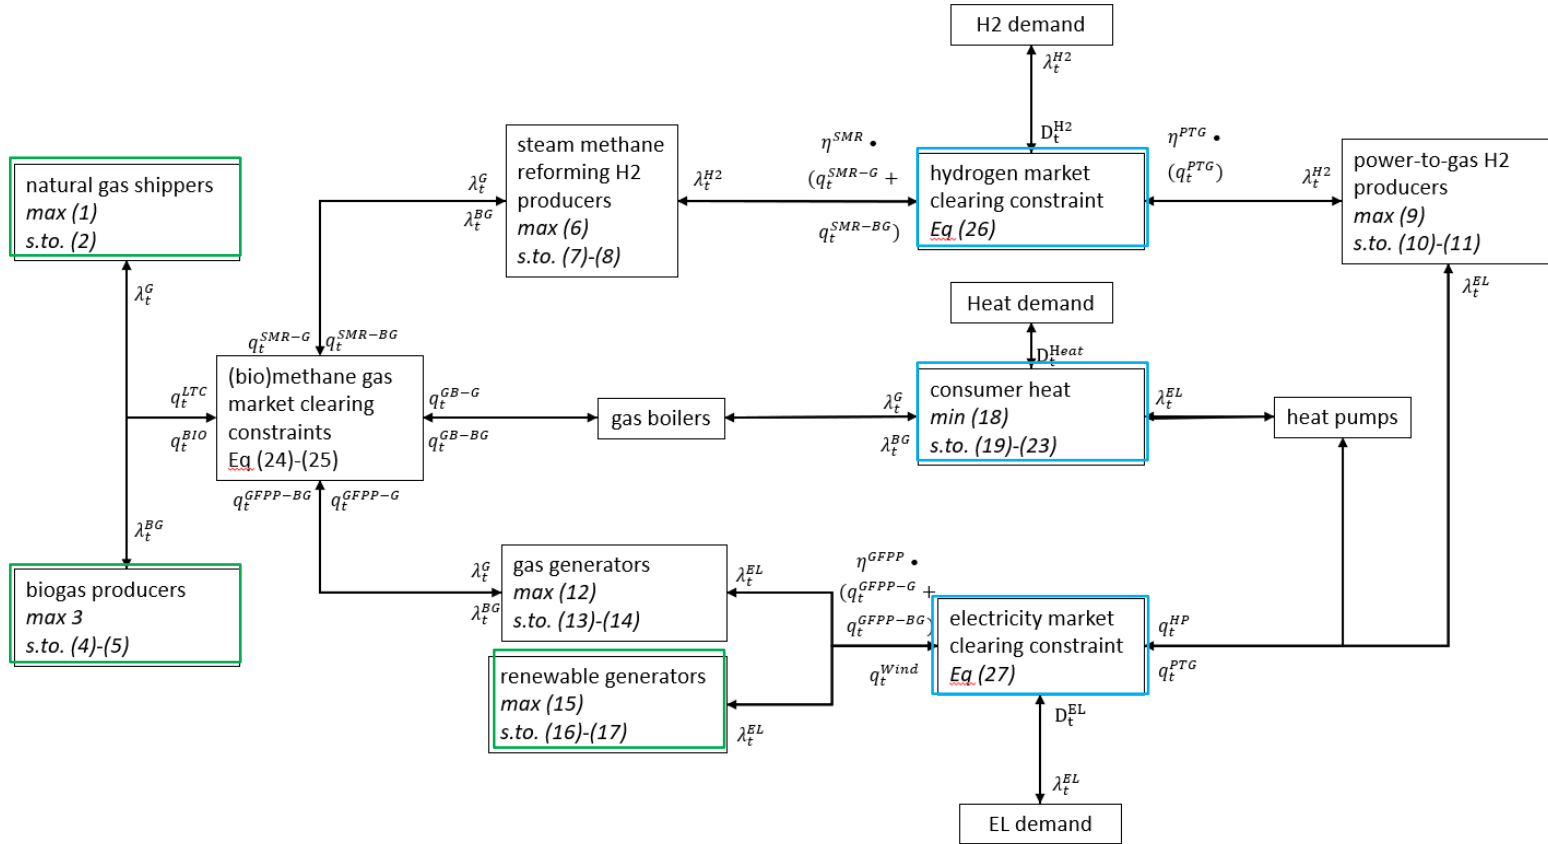 H2 demand
λ_t^{H2}
D_t^{H2}
steam methane
reforming H2
producers
max (6)
s.to. (7)-(8)
η^{SMR} •
(q_t^{SMR−G} +
q_t^{SMR−BG})
hydrogen market
clearing constraint
Eq (26)
η^{PTG} •
(q_t^{PTG})
power-to-gas H2
producers
max (9)
s.to. (10)-(11)
natural gas shippers
max (1)
s.to. (2)
λ_t^G
λ_t^{BG}
λ_t^{H2}
λ_t^{H2}
λ_t^G
λ_t^{EL}
Heat demand
D_t^{Heat}
q_t^{SMR−G}
q_t^{SMR−BG}
(bio)methane gas
market clearing
constraints
Eq (24)-(25)
q_t^{LTC}
q_t^{BIO}
q_t^{GB−G}
q_t^{GB−BG}
gas boilers
λ_t^G
λ_t^{BG}
consumer heat
min (18)
s.to. (19)-(23)
λ_t^{EL}
heat pumps
q_t^{GFPP−BG}
q_t^{GFPP−G}
λ_t^{BG}
biogas producers
max 3
s.to. (4)-(5)
λ_t^G
λ_t^{BG}
gas generators
max (12)
s.to. (13)-(14)
λ_t^{EL}
η^{GFPP} •
(q_t^{GFPP−G} +
q_t^{GFPP−BG})
q_t^{Wind}
electricity market
clearing constraint
Eq (27)
q_t^{HP}
q_t^{PTG}
renewable generators
max (15)
s.to. (16)-(17)
λ_t^{EL}
D_t^{EL}
λ_t^{EL}
EL demand